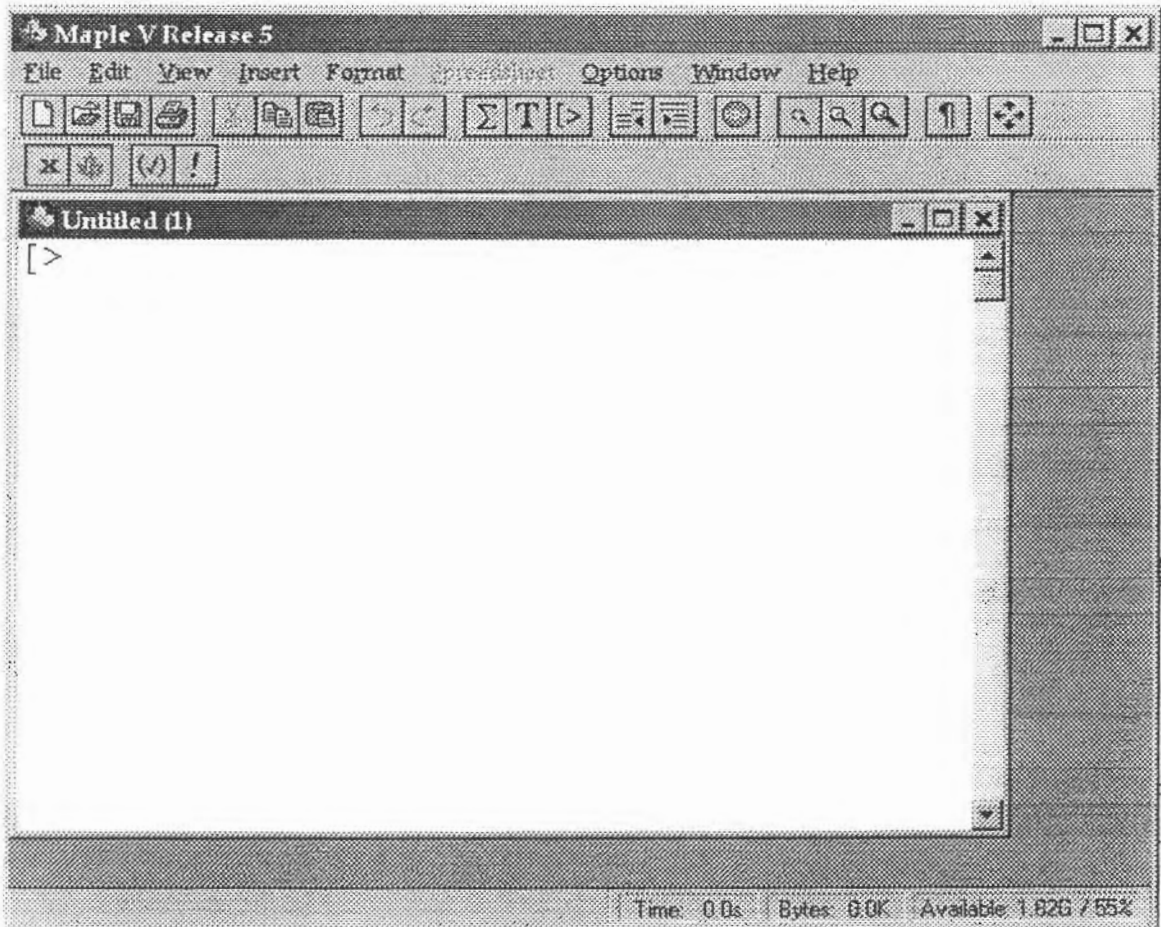 Maple V Release 5
File Edit View Insert Format Spreadsheet Options Window Help
Σ T [>
x (√) !
Untitled (1)
[>
Time: 0.0s Bytes: 0.0K Available: 1.82G / 55%